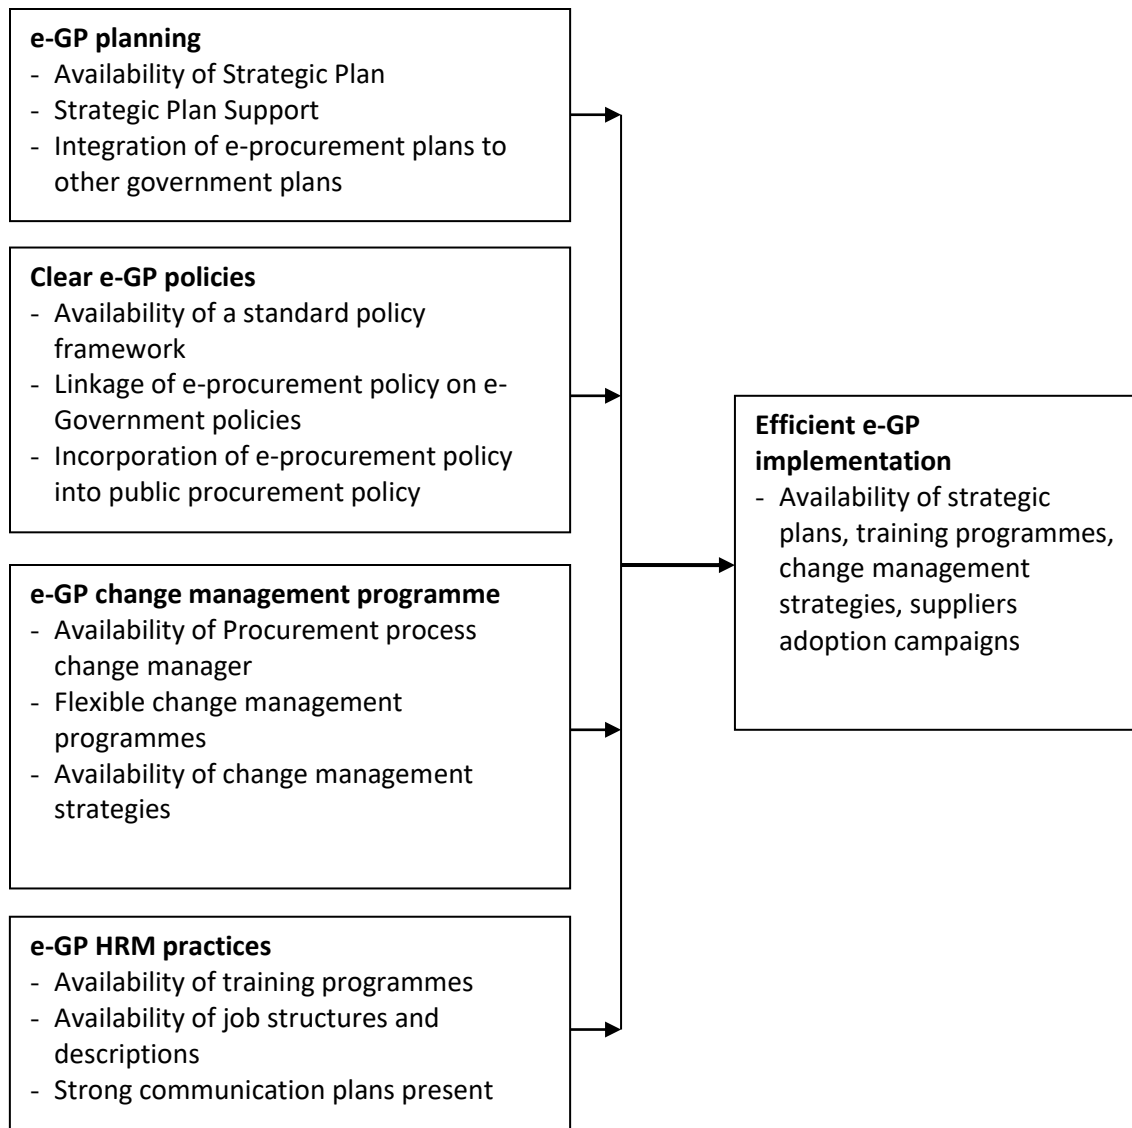 e-GP planning
- Availability of Strategic Plan
- Strategic Plan Support
- Integration of e-procurement plans to
other government plans
Clear e-GP policies
- Availability of a standard policy
framework
- Linkage of e-procurement policy on e-
Government policies
- Incorporation of e-procurement policy
into public procurement policy
e-GP change management programme
- Availability of Procurement process
change manager
- Flexible change management
programmes
- Availability of change management
strategies
e-GP HRM practices
- Availability of training programmes
- Availability of job structures and
descriptions
- Strong communication plans present
Efficient e-GP
implementation
- Availability of strategic
plans, training programmes,
change management
strategies, suppliers
adoption campaigns